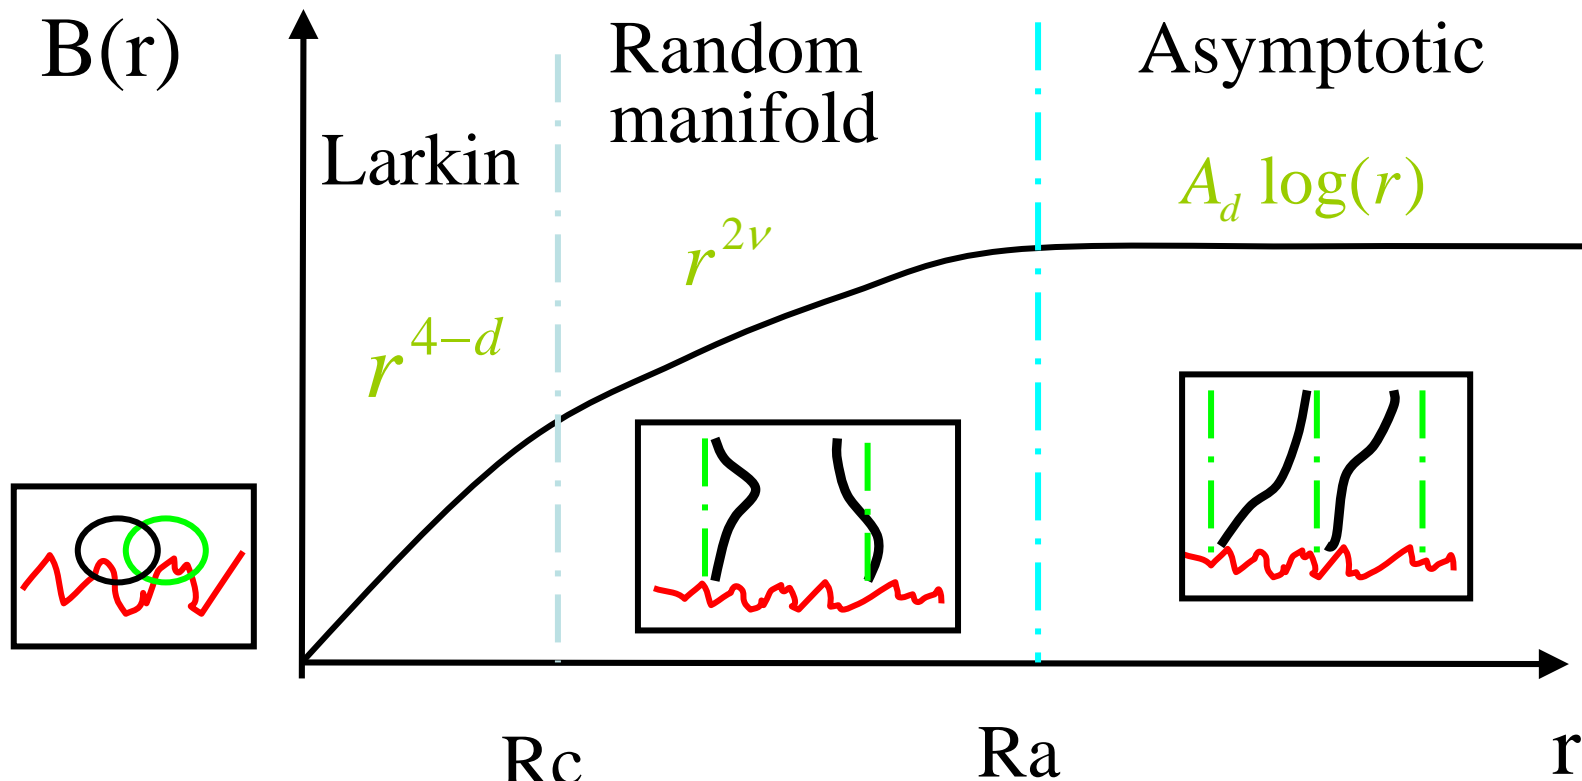 B(r)
Random
manifold
Asymptotic
Larkin
A_d log(r)
r^{2ν}
r^{4−d}
Rc
Ra
r